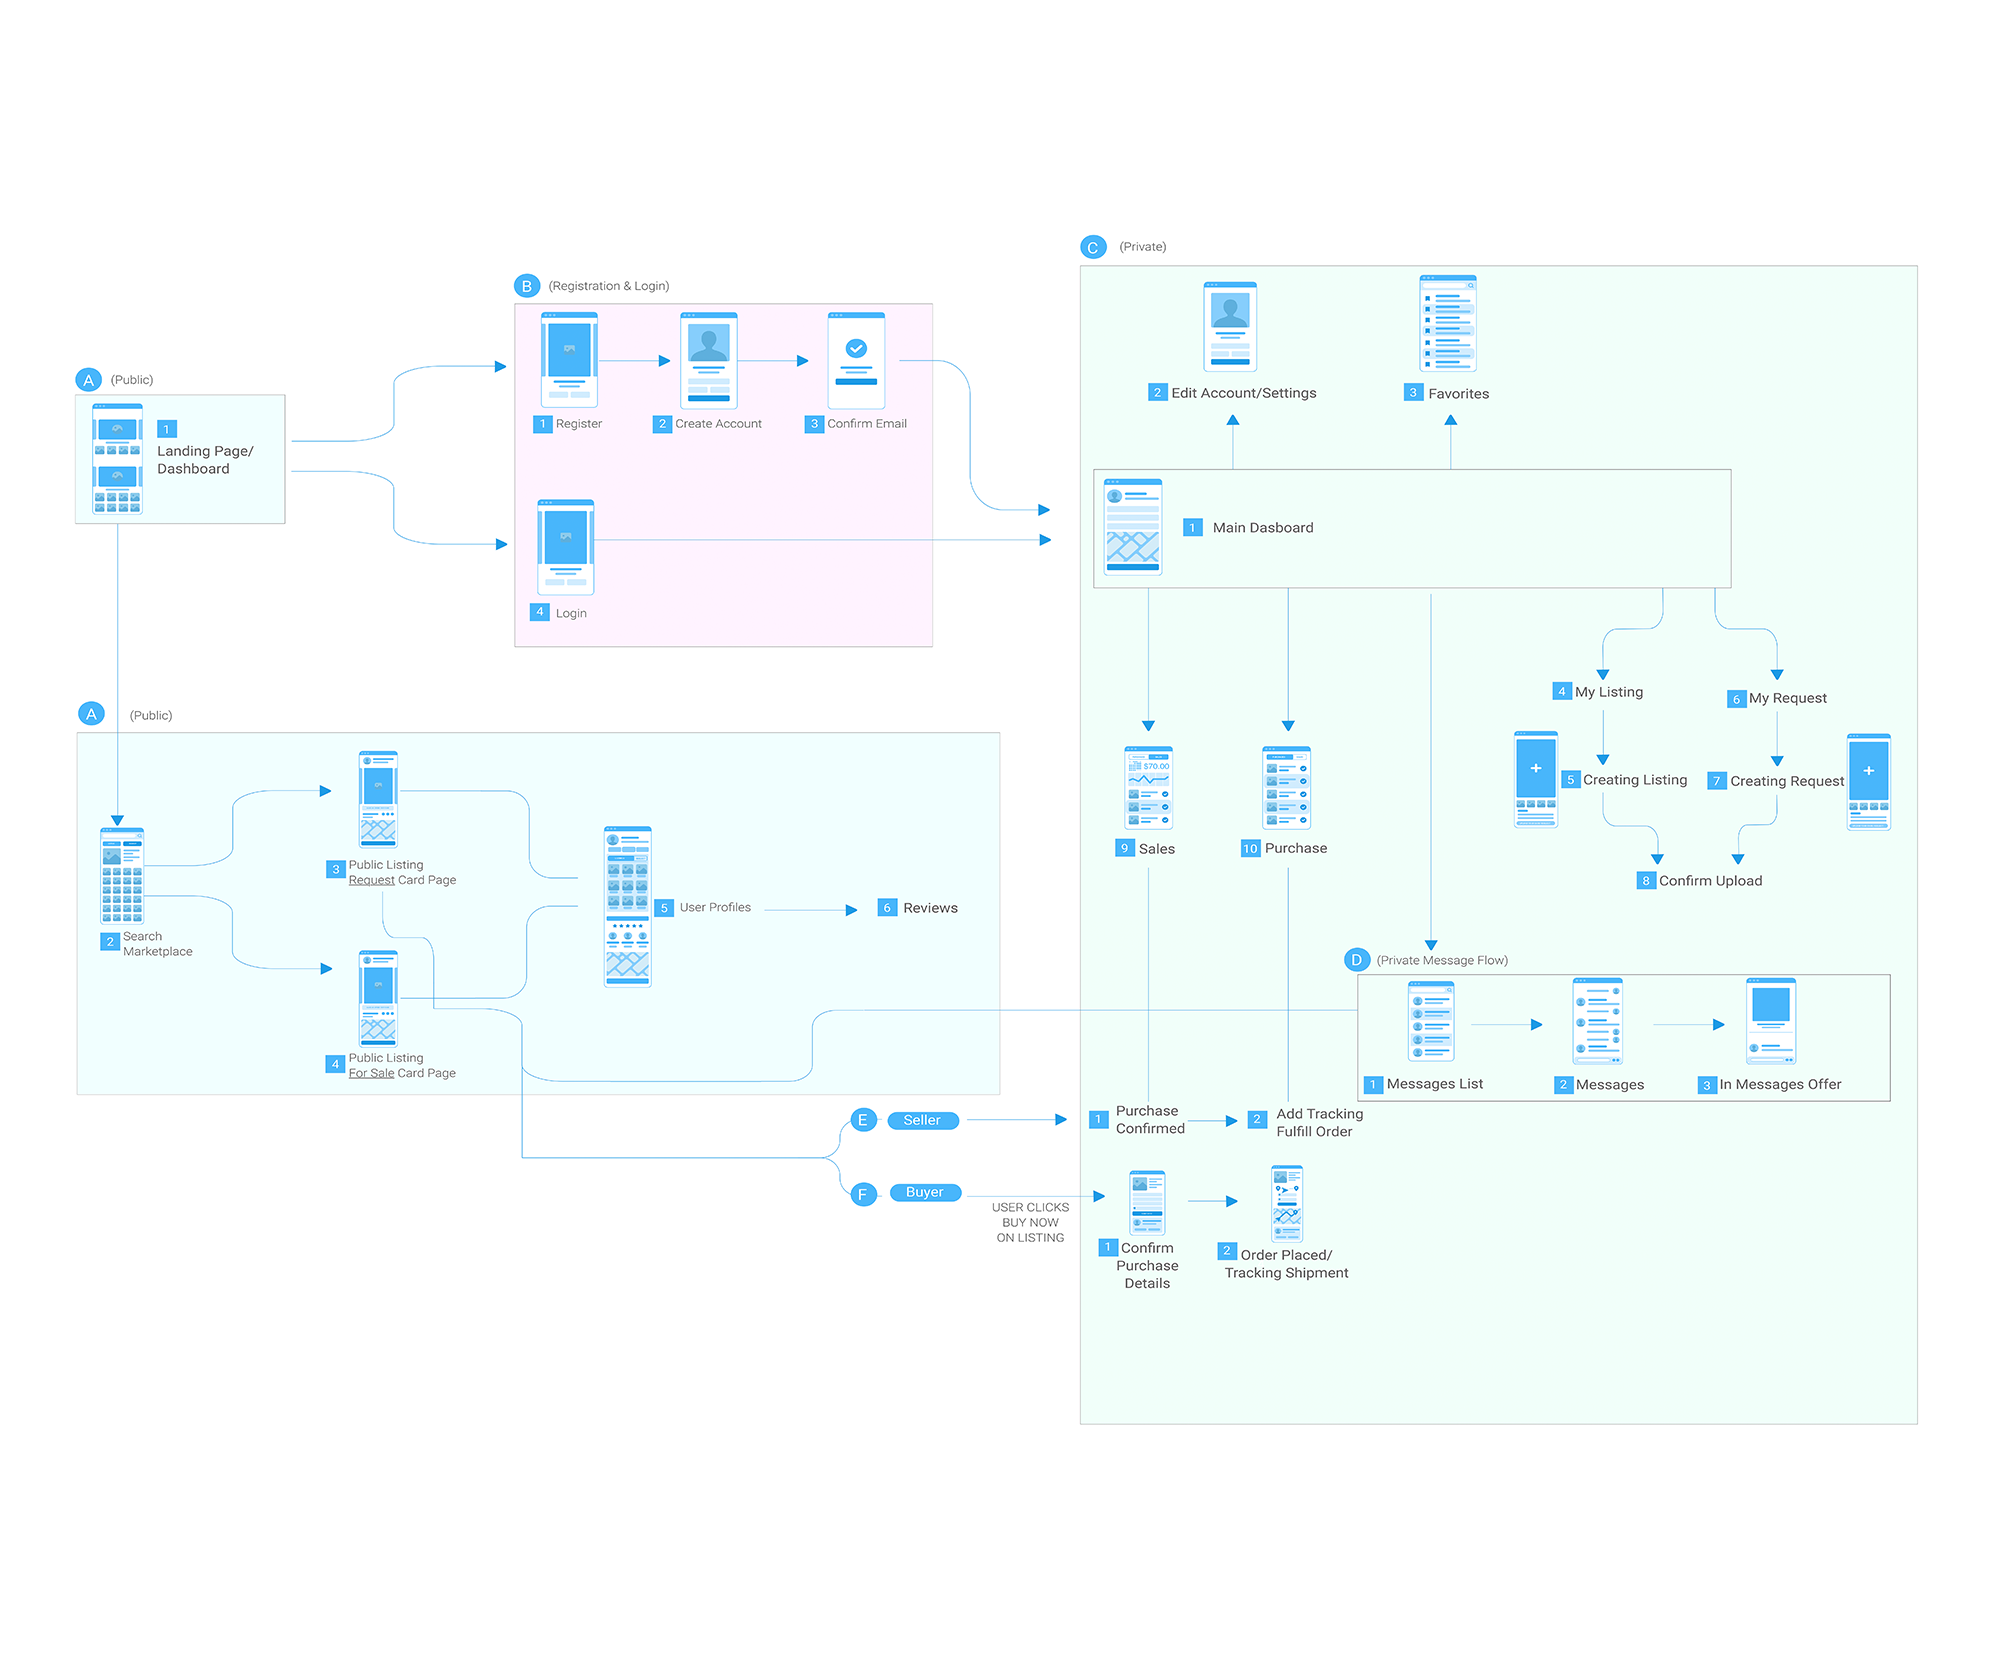 C (Private)
B (Registration & Login)
A (Public)
1
Landing Page/
Dashboard
1 Register
2 Create Account
3 Confirm Email
4 Login
2 Edit Account/Settings
3 Favorites
1 Main Dasboard
4 My Listing
6 My Request
5 Creating Listing
7 Creating Request
8 Confirm Upload
$70.00
9 Sales
10 Purchase
A (Public)
2 Search
Marketplace
3 Public Listing
Request Card Page
4 Public Listing
For Sale Card Page
5 User Profiles
6 Reviews
D (Private Message Flow)
1 Messages List
2 Messages
3 In Messages Offer
E Seller
1 Purchase
Confirmed
2 Add Tracking
Fulfill Order
F Buyer
USER CLICKS
BUY NOW
ON LISTING
1 Confirm
Purchase
Details
2 Order Placed/
Tracking Shipment